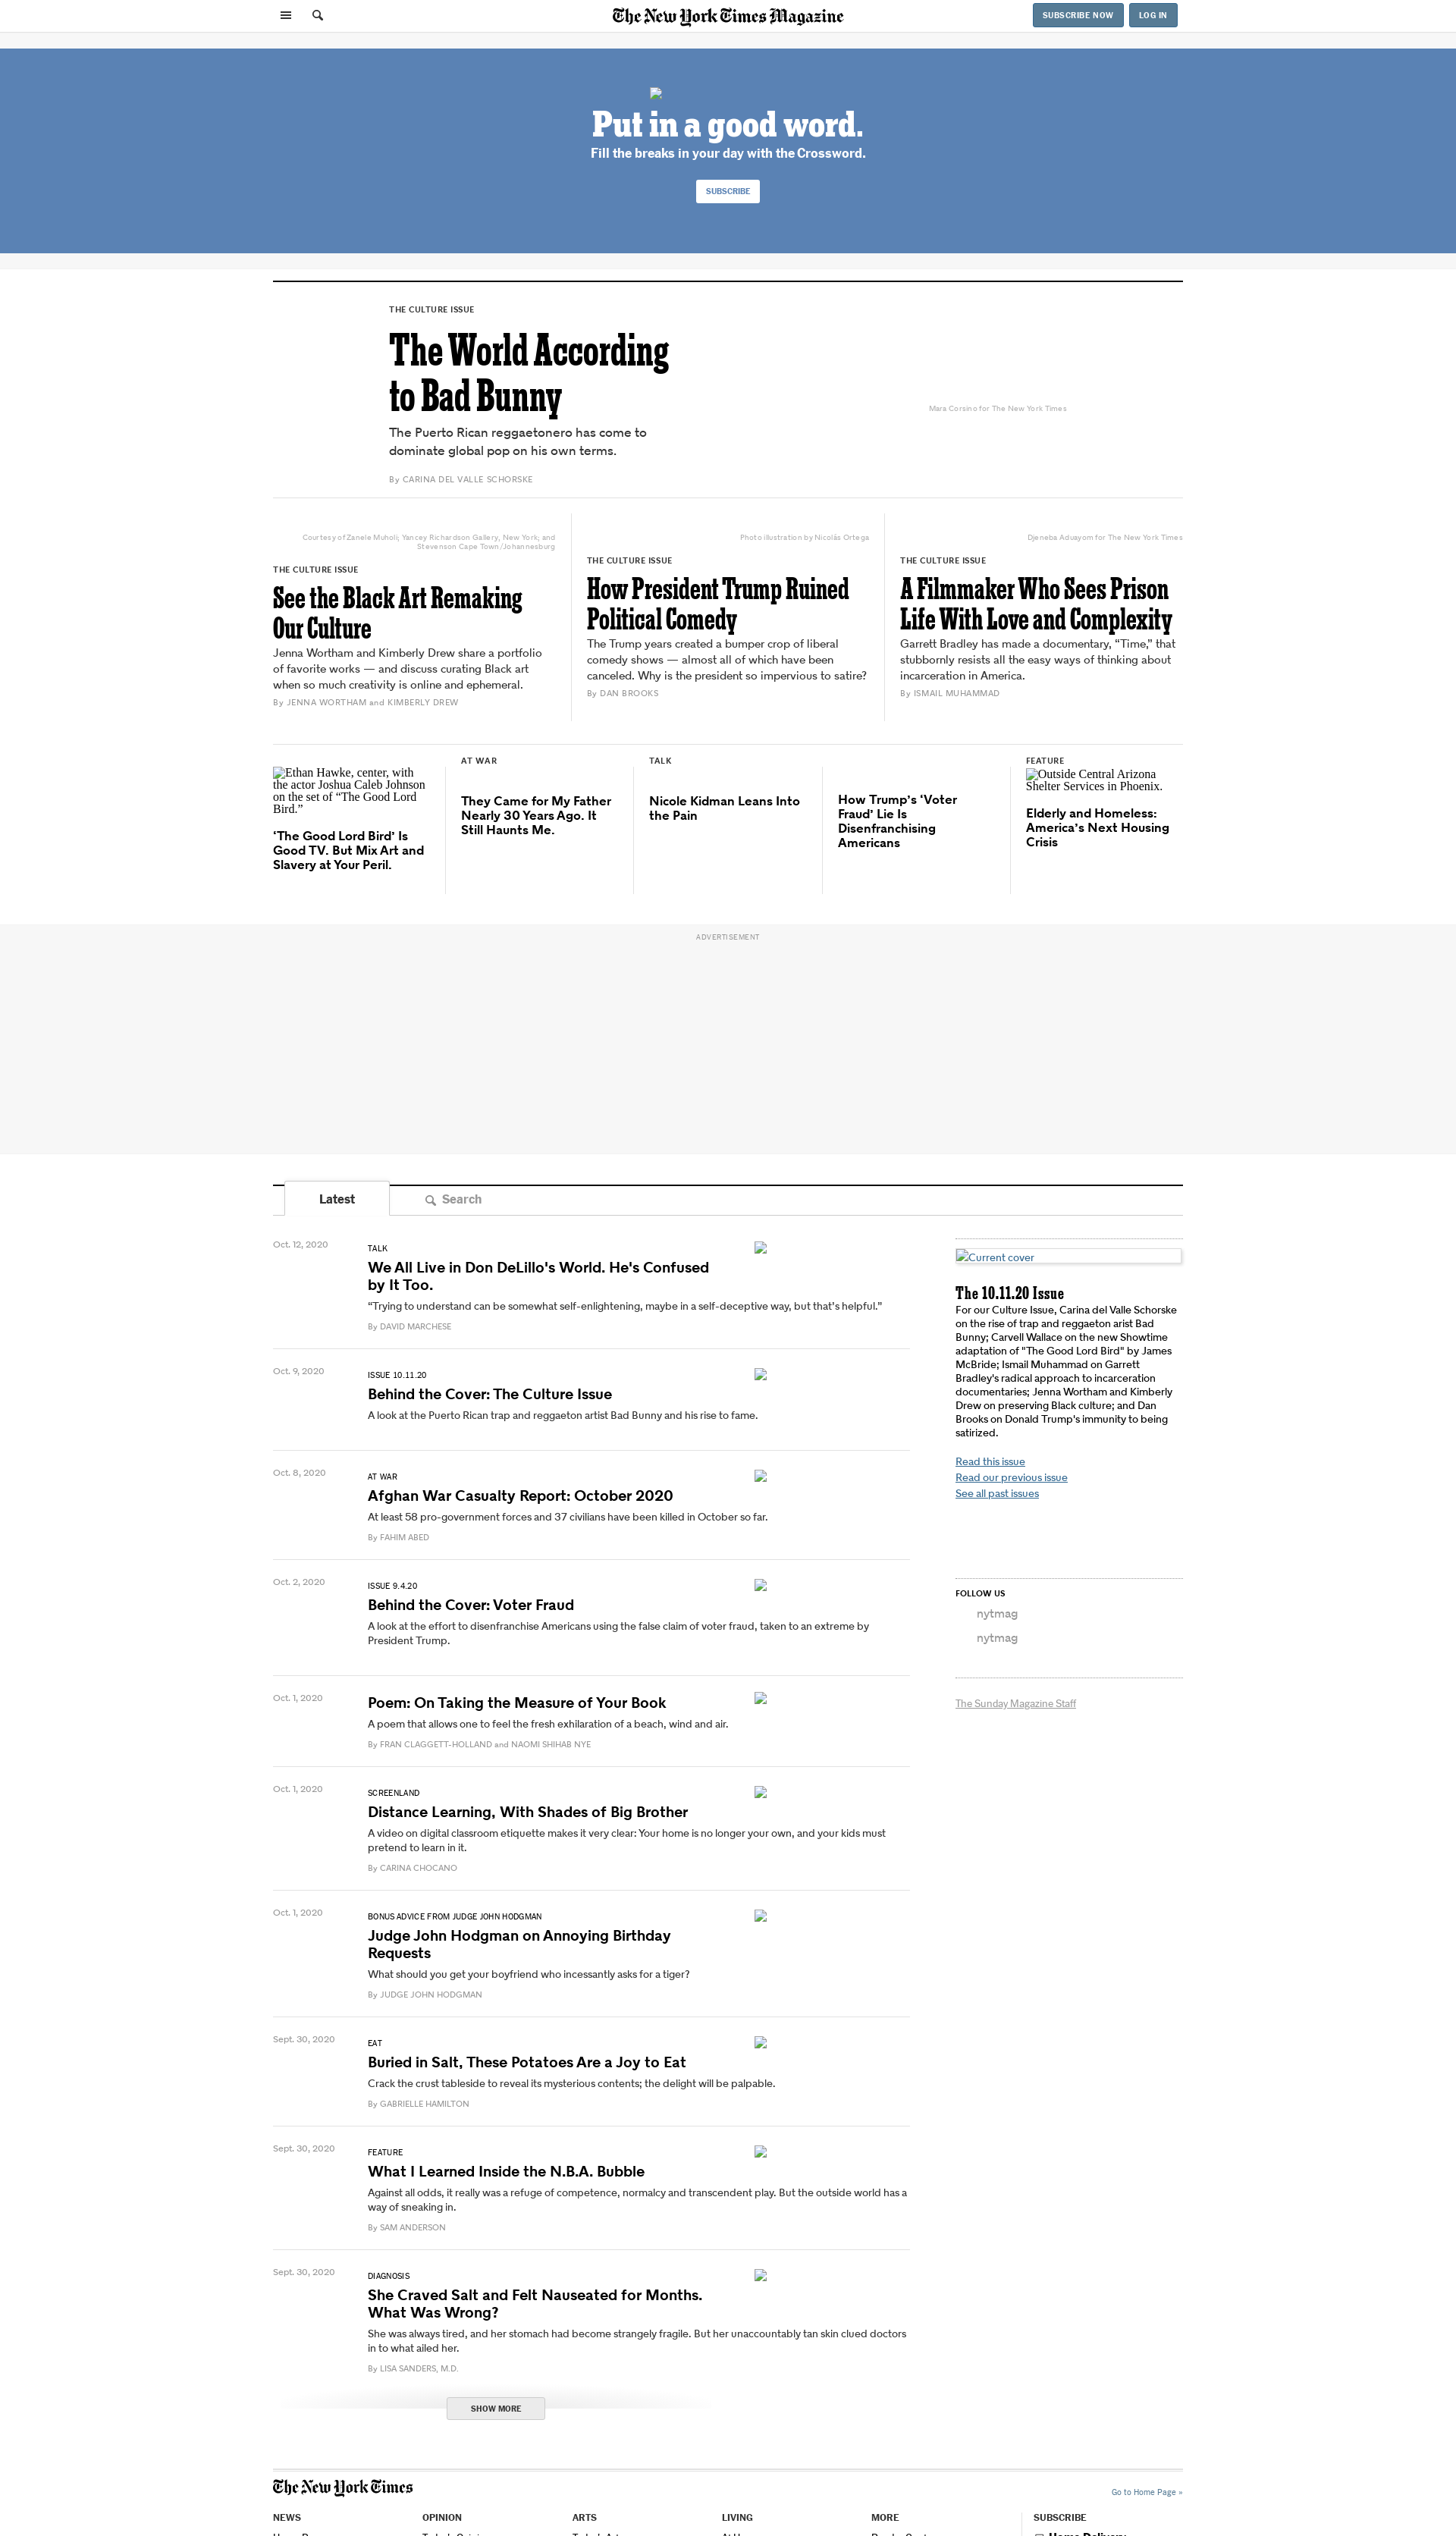 The New York Times Magazine
SUBSCRIBE NOW
LOG IN
Put in a good word.
Fill the breaks in your day with the Crossword.
SUBSCRIBE
THE CULTURE ISSUE
The World According
to Bad Bunny
The Puerto Rican reggaetonero has come to
dominate global pop on his own terms.
By CARINA DEL VALLE SCHORSKE
Mara Corsino for The New York Times
Courtesy of Zanele Muholi; Yancey Richardson Gallery, New York; and
Stevenson Cape Town/Johannesburg
THE CULTURE ISSUE
See the Black Art Remaking
Our Culture
Jenna Wortham and Kimberly Drew share a portfolio
of favorite works — and discuss curating Black art
when so much creativity is online and ephemeral.
By JENNA WORTHAM and KIMBERLY DREW
Photo illustration by Nicolás Ortega
THE CULTURE ISSUE
How President Trump Ruined
Political Comedy
The Trump years created a bumper crop of liberal
comedy shows — almost all of which have been
canceled. Why is the president so impervious to satire?
By DAN BROOKS
Djeneba Aduayom for The New York Times
THE CULTURE ISSUE
A Filmmaker Who Sees Prison
Life With Love and Complexity
Garrett Bradley has made a documentary, “Time,” that
stubbornly resists all the easy ways of thinking about
incarceration in America.
By ISMAIL MUHAMMAD
Ethan Hawke, center, with
the actor Joshua Caleb Johnson
on the set of “The Good Lord
Bird.”
‘The Good Lord Bird’ Is
Good TV. But Mix Art and
Slavery at Your Peril.
AT WAR
They Came for My Father
Nearly 30 Years Ago. It
Still Haunts Me.
TALK
Nicole Kidman Leans Into
the Pain
How Trump’s ‘Voter
Fraud’ Lie Is
Disenfranchising
Americans
FEATURE
Outside Central Arizona
Shelter Services in Phoenix.
Elderly and Homeless:
America’s Next Housing
Crisis
ADVERTISEMENT
Latest
Search
Oct. 12, 2020
TALK
We All Live in Don DeLillo's World. He's Confused
by It Too.
“Trying to understand can be somewhat self-enlightening, maybe in a self-deceptive way, but that's helpful.”
By DAVID MARCHESE
Oct. 9, 2020
ISSUE 10.11.20
Behind the Cover: The Culture Issue
A look at the Puerto Rican trap and reggaeton artist Bad Bunny and his rise to fame.
Oct. 8, 2020
AT WAR
Afghan War Casualty Report: October 2020
At least 58 pro-government forces and 37 civilians have been killed in October so far.
By FAHIM ABED
Oct. 2, 2020
ISSUE 9.4.20
Behind the Cover: Voter Fraud
A look at the effort to disenfranchise Americans using the false claim of voter fraud, taken to an extreme by
President Trump.
Oct. 1, 2020
Poem: On Taking the Measure of Your Book
A poem that allows one to feel the fresh exhilaration of a beach, wind and air.
By FRAN CLAGGETT-HOLLAND and NAOMI SHIHAB NYE
Oct. 1, 2020
SCREENLAND
Distance Learning, With Shades of Big Brother
A video on digital classroom etiquette makes it very clear: Your home is no longer your own, and your kids must
pretend to learn in it.
By CARINA CHOCANO
Oct. 1, 2020
BONUS ADVICE FROM JUDGE JOHN HODGMAN
Judge John Hodgman on Annoying Birthday
Requests
What should you get your boyfriend who incessantly asks for a tiger?
By JUDGE JOHN HODGMAN
Sept. 30, 2020
EAT
Buried in Salt, These Potatoes Are a Joy to Eat
Crack the crust tableside to reveal its mysterious contents; the delight will be palpable.
By GABRIELLE HAMILTON
Sept. 30, 2020
FEATURE
What I Learned Inside the N.B.A. Bubble
Against all odds, it really was a refuge of competence, normalcy and transcendent play. But the outside world has a
way of sneaking in.
By SAM ANDERSON
Sept. 30, 2020
DIAGNOSIS
She Craved Salt and Felt Nauseated for Months.
What Was Wrong?
She was always tired, and her stomach had become strangely fragile. But her unaccountably tan skin clued doctors
in to what ailed her.
By LISA SANDERS, M.D.
SHOW MORE
Current cover
The 10.11.20 Issue
For our Culture Issue, Carina del Valle Schorske
on the rise of trap and reggaeton arist Bad
Bunny; Carvell Wallace on the new Showtime
adaptation of "The Good Lord Bird" by James
McBride; Ismail Muhammad on Garrett
Bradley's radical approach to incarceration
documentaries; Jenna Wortham and Kimberly
Drew on preserving Black culture; and Dan
Brooks on Donald Trump's immunity to being
satirized.
Read this issue
Read our previous issue
See all past issues
FOLLOW US
nytmag
nytmag
The Sunday Magazine Staff
The New York Times
Go to Home Page »
NEWS
OPINION
ARTS
LIVING
MORE
SUBSCRIBE